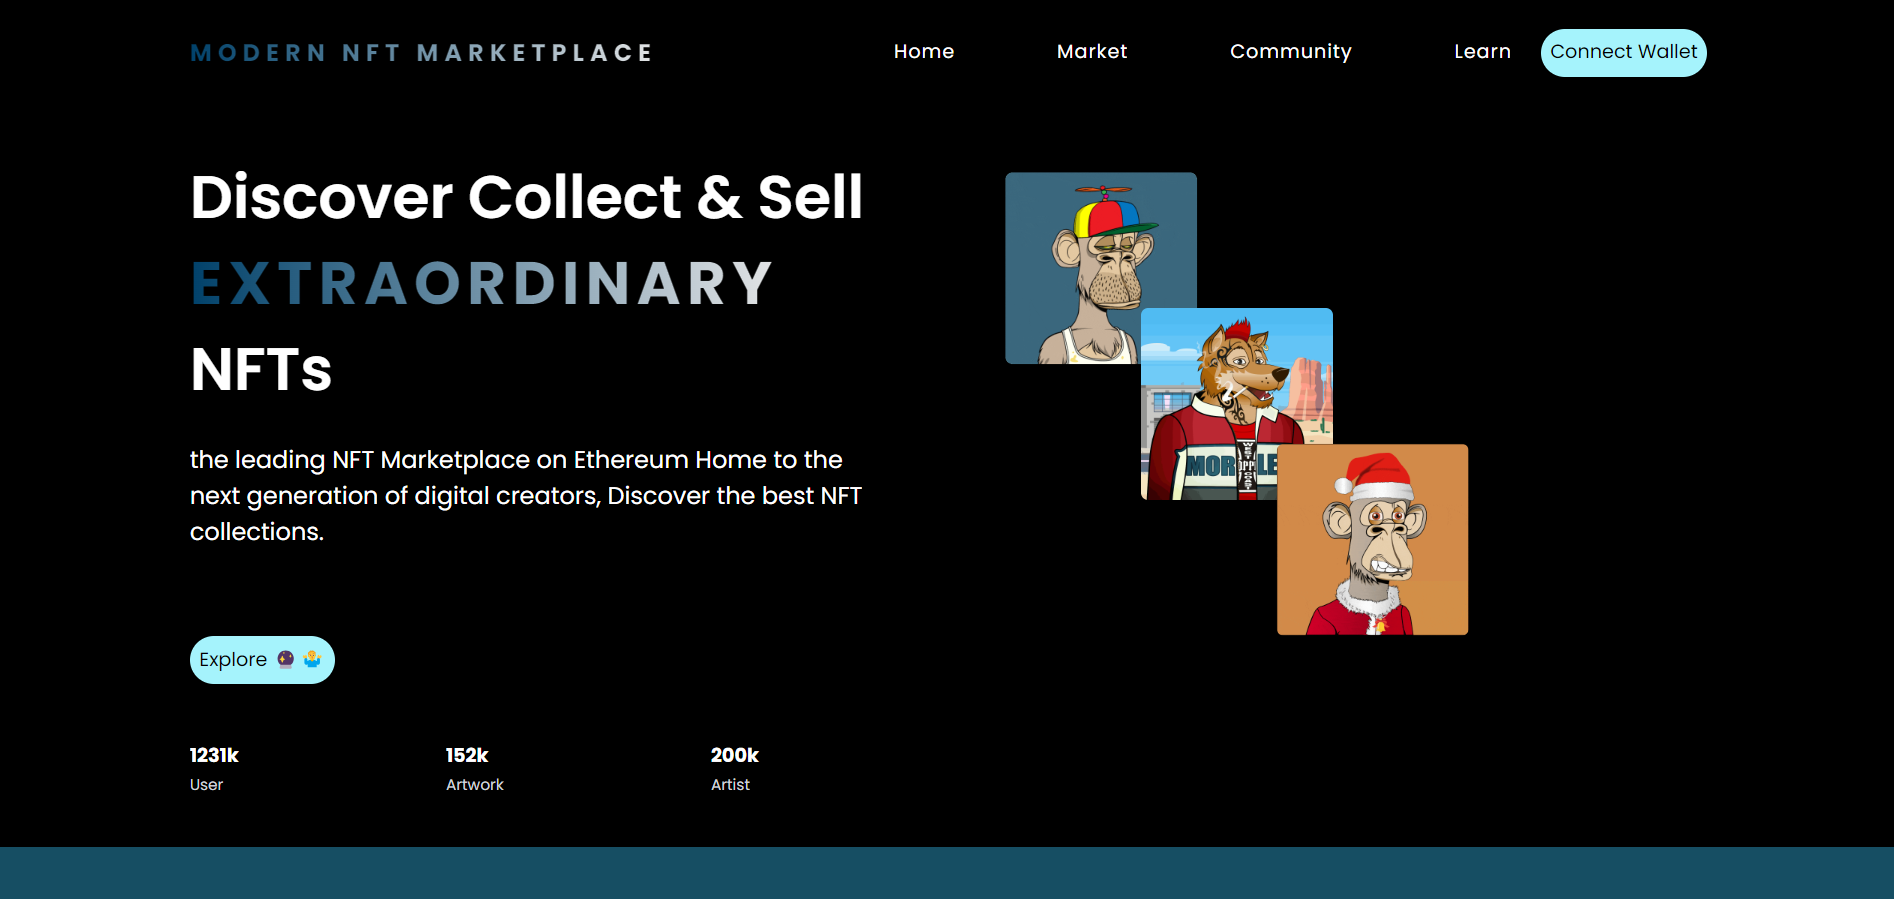 MODERN NFT MARKETPLACE
Home
Market
Community
Learn
Connect Wallet
Discover Collect & Sell
EXTRAORDINARY
NFTs
the leading NFT Marketplace on Ethereum Home to the
next generation of digital creators, Discover the best NFT
collections.
Explore 🔮 🤷
1231k
User
152k
Artwork
200k
Artist
WEST
COAST